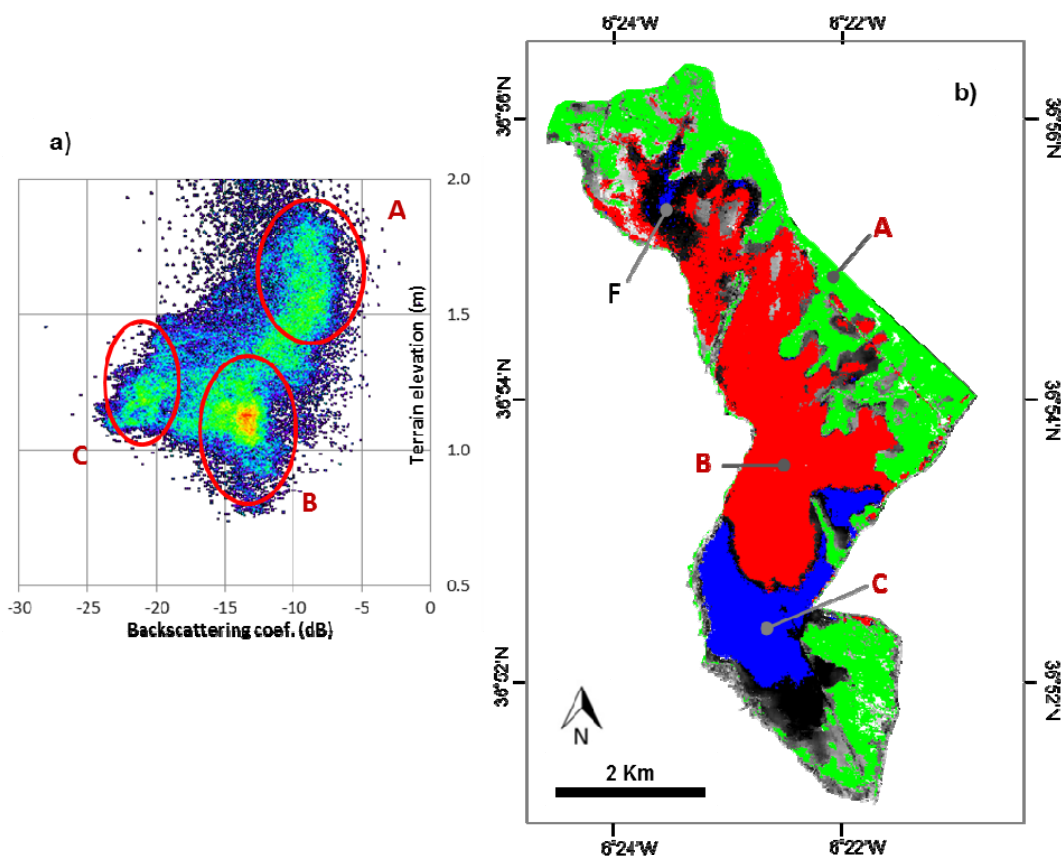 a)
2.0
1.5
1.0
0.5
Terrain elevation (m)
A
B
C
-30 -25 -20 -15 -10 -5 0
Backscattering coef. (dB)
6°24'W 6°22'W
b)
36°56'N 36°56'N
36°54'N 36°54'N
36°52'N 36°52'N
A
F
B
C
N
2 Km
6°24'W 6°22'W